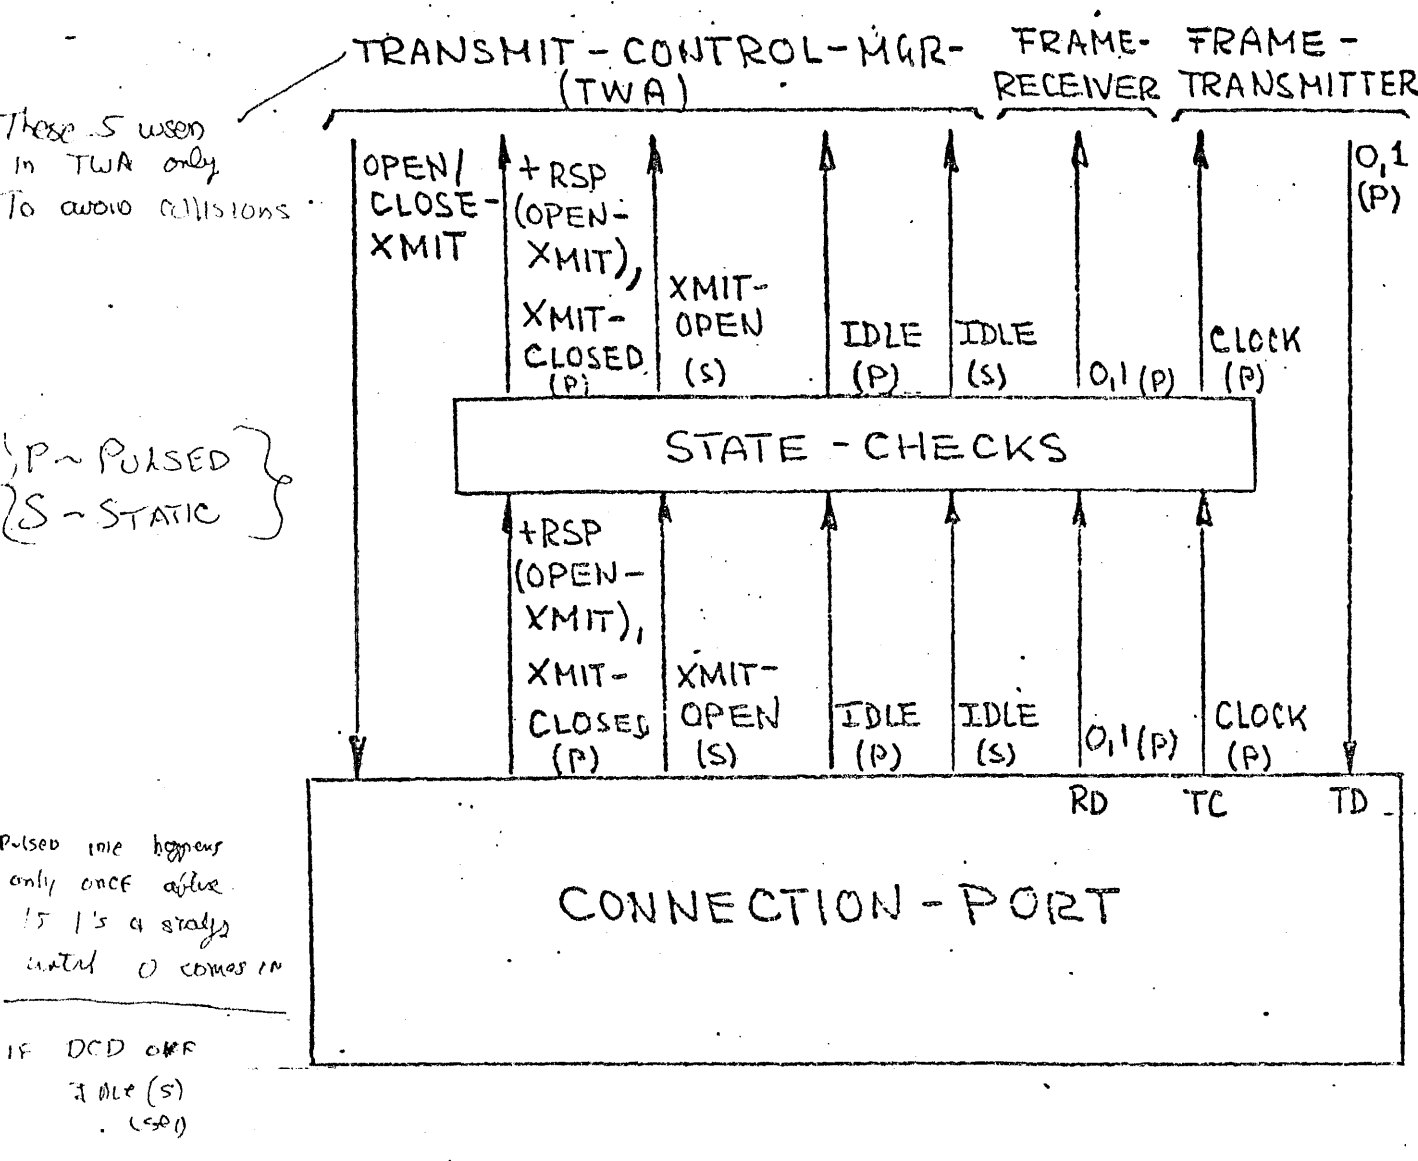 TRANSMIT-CONTROL-MGR-
(TWA)
FRAME-
RECEIVER
FRAME-
TRANSMITTER
These 5 used
in TWA only
To avoid collisions
OPEN/
CLOSE-
XMIT
+RSP
(OPEN-
XMIT),
XMIT-
CLOSED
(P)
XMIT-
OPEN
(S)
IDLE
(P)
IDLE
(S)
0,1 (P)
CLOCK
(P)
0,1
(P)
STATE-CHECKS
P ~ PULSED
S ~ STATIC
+RSP
(OPEN-
XMIT),
XMIT-
CLOSED
(P)
XMIT-
OPEN
(S)
IDLE
(P)
IDLE
(S)
0,1 (P)
CLOCK
(P)
RD
TC
TD
CONNECTION-PORT
Pulsed happens
only once
15 1's
until 0 comes in
IF DCD OFF
IDLE (S)